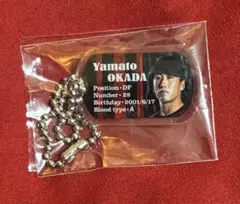 Yamato
OKADA
Position・DF
Number・28
Birthday・2001/6/17
Blood type・A